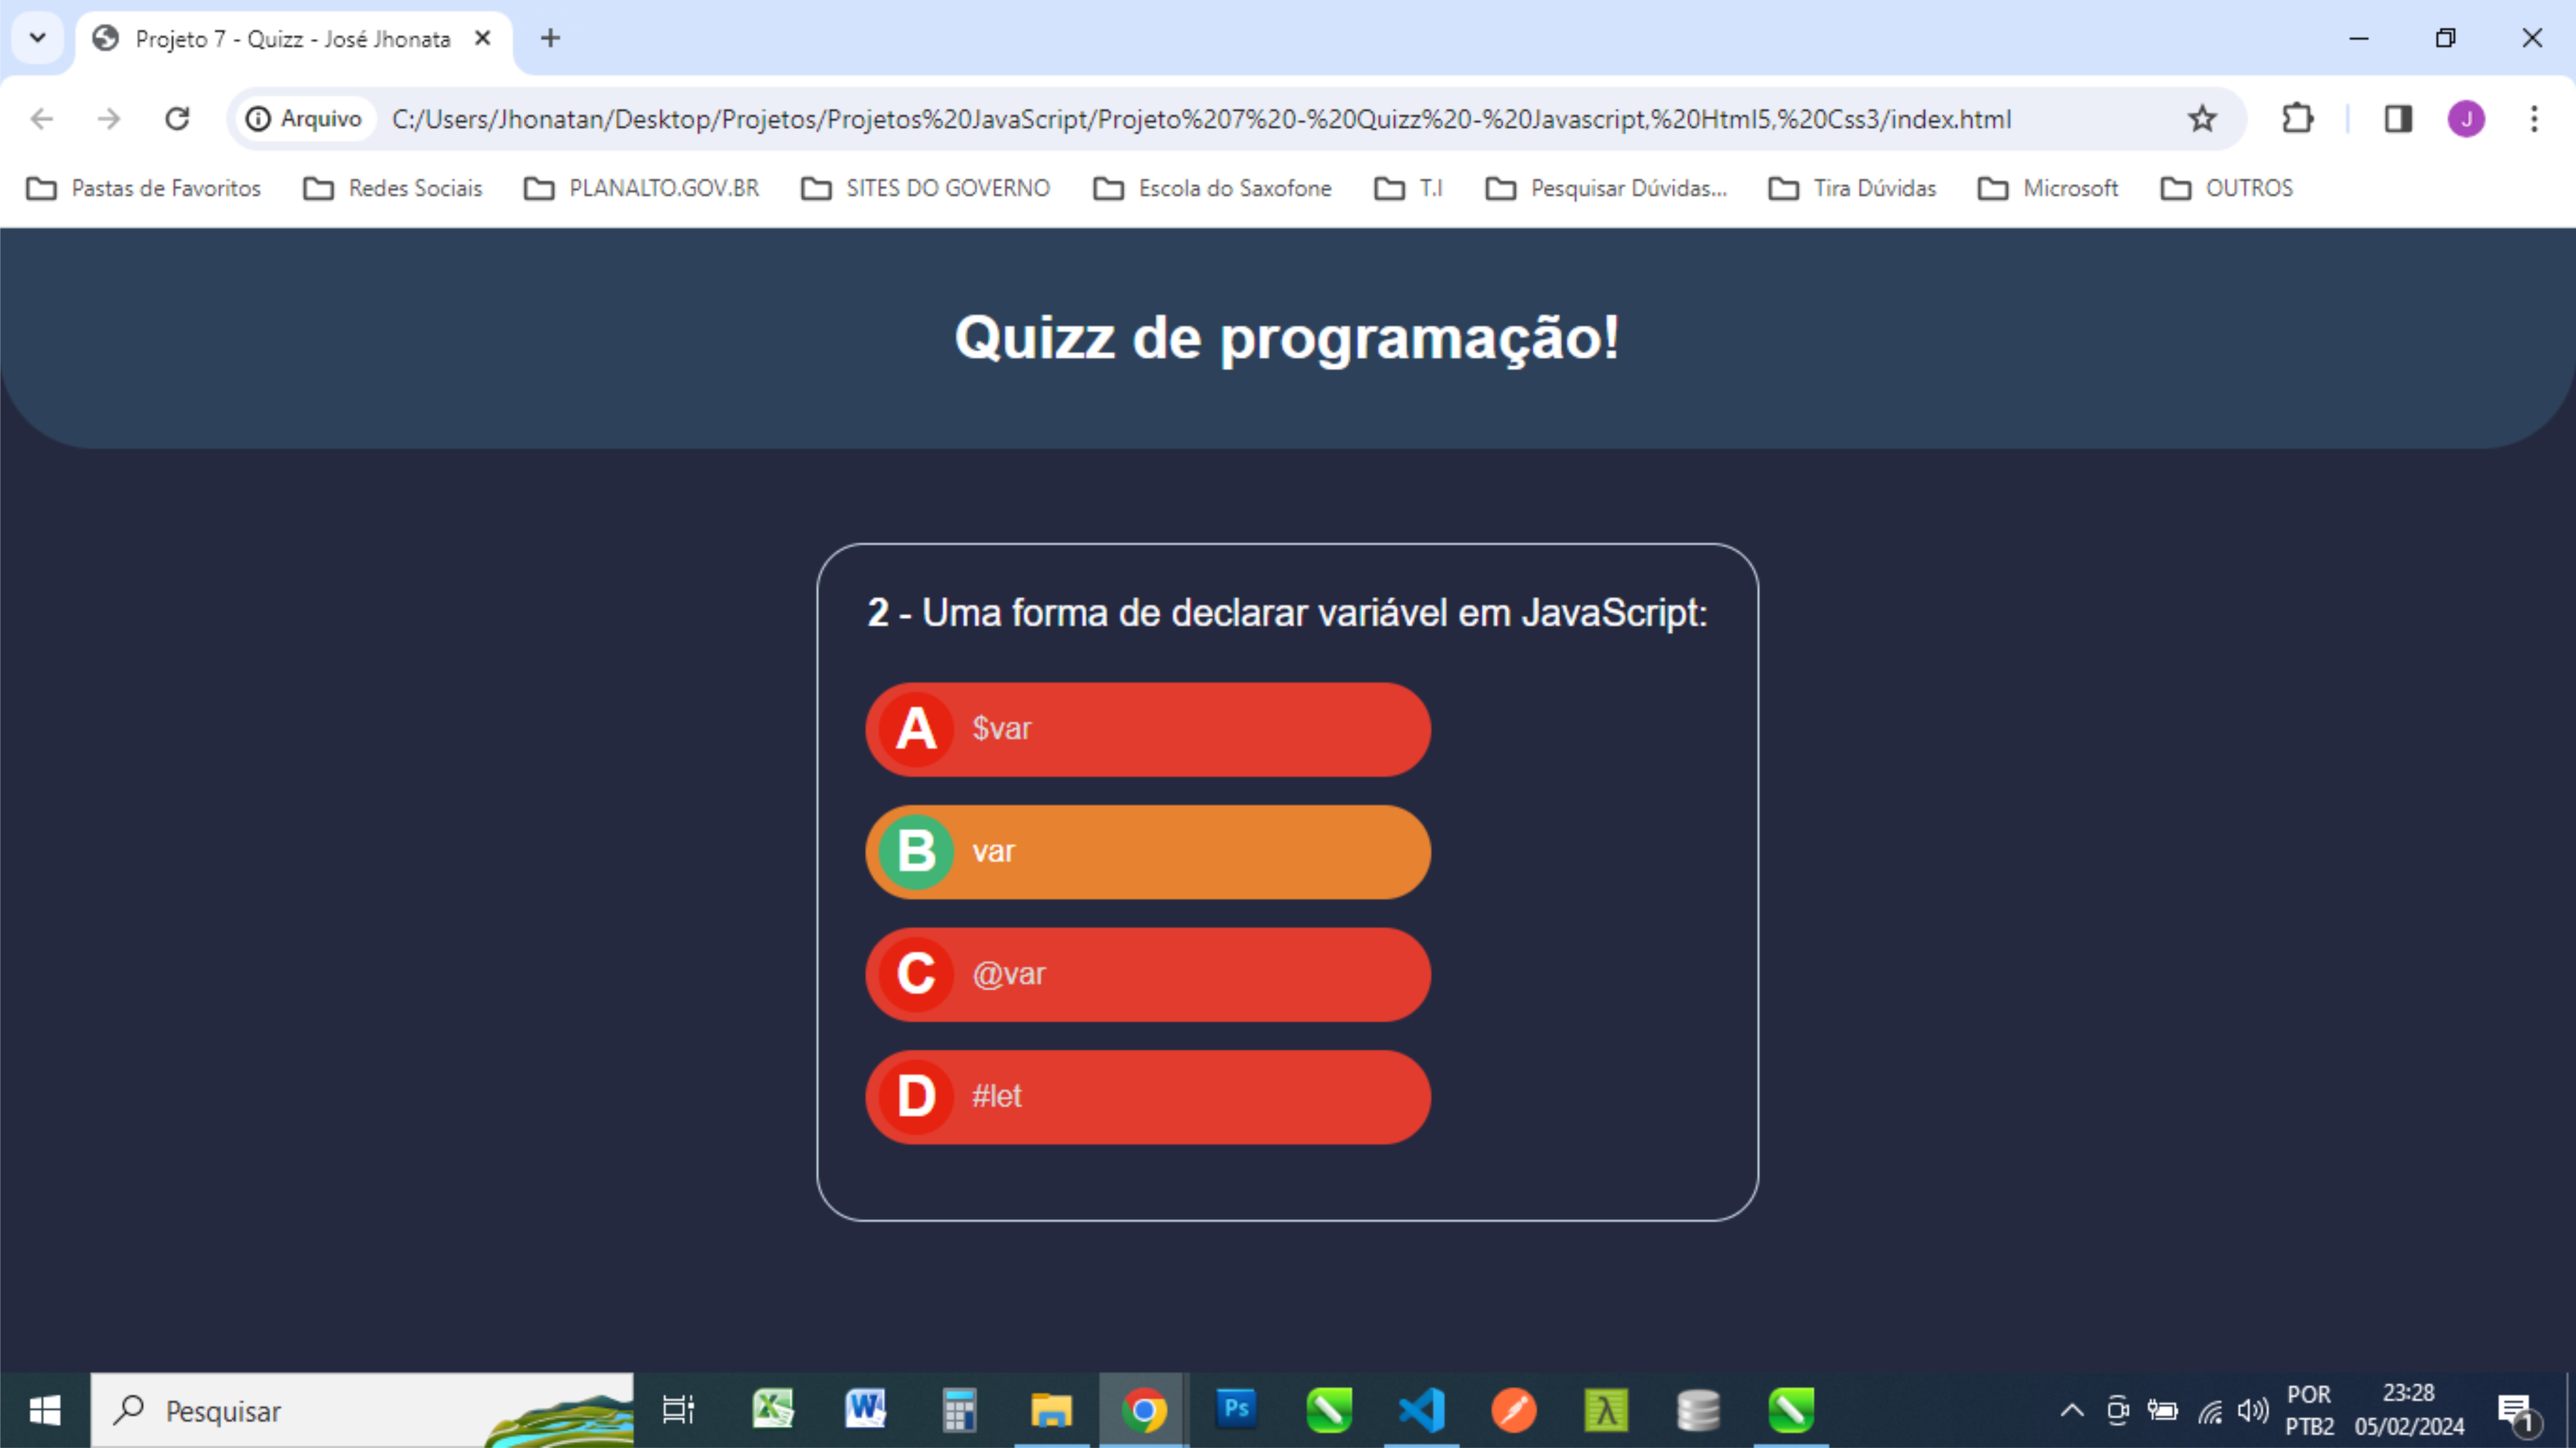 Projeto 7 - Quizz - José Jhonata
Arquivo C:/Users/Jhonatan/Desktop/Projetos/Projetos%20JavaScript/Projeto%207%20-%20Quizz%20-%20Javascript,%20Html5,%20Css3/index.html J
Pastas de Favoritos Redes Sociais PLANALTO.GOV.BR SITES DO GOVERNO Escola do Saxofone T.I Pesquisar Dúvidas... Tira Dúvidas Microsoft OUTROS
Quizz de programação!
2 - Uma forma de declarar variável em JavaScript:
A $var
B var
C @var
D #let
Pesquisar
Ps
POR 23:28
PTB2 05/02/2024
1